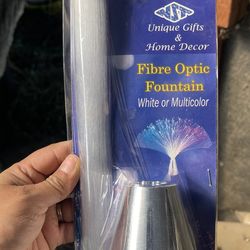 Unique Gifts
&
Home Decor
Fibre Optic
Fountain
White or Multicolor